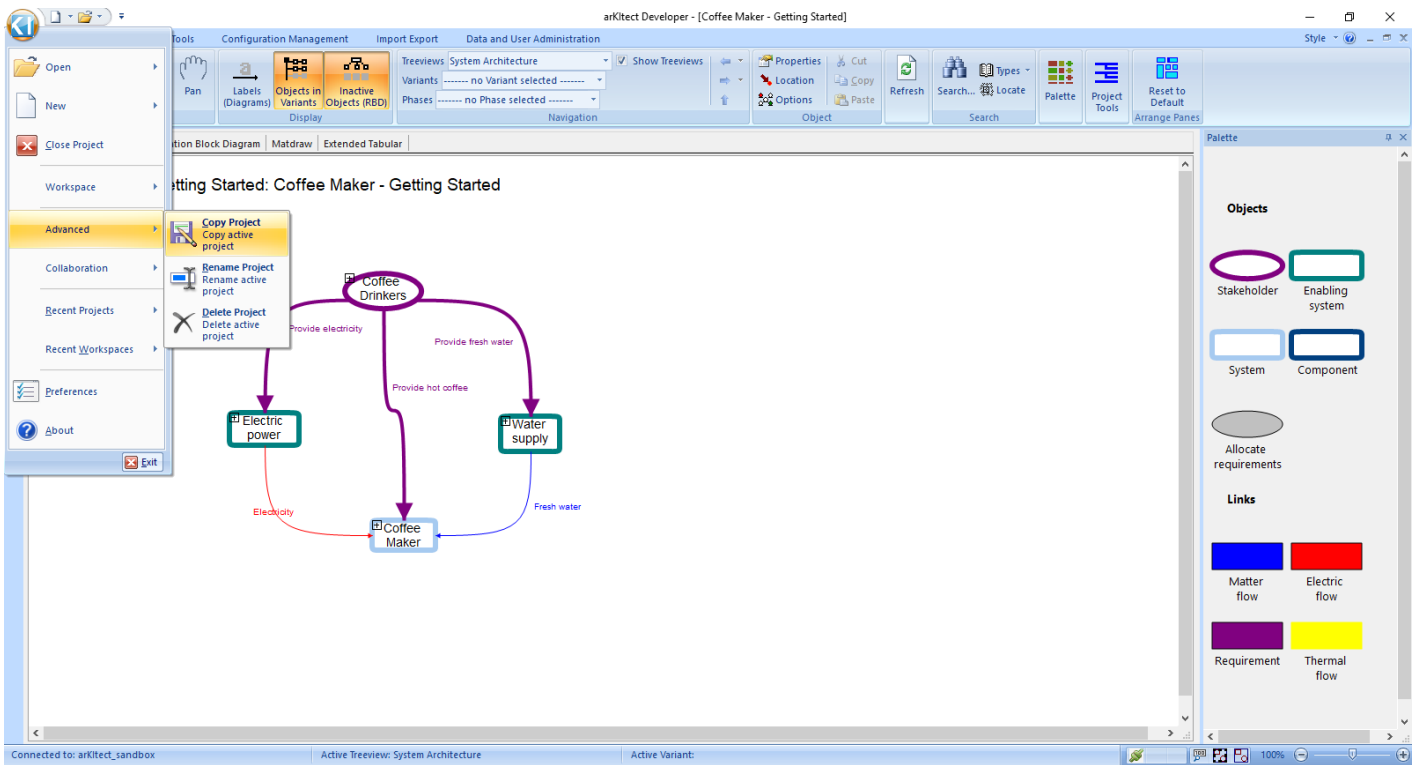 arKItect Developer - [Coffee Maker - Getting Started]
KI
Tools Configuration Management Import Export Data and User Administration
Style
Open
New
Close Project
Workspace
Advanced
Collaboration
Recent Projects
Recent Workspaces
Preferences
About
Exit
Copy Project
Copy active
project
Rename Project
Rename active
project
Delete Project
Delete active
project
Pan
a
Labels
(Diagrams)
Objects in
Variants
Inactive
Objects (RBD)
Display
Treeviews System Architecture
Show Treeviews
Variants ------- no Variant selected -------
Phases ------- no Phase selected -------
Navigation
Properties
Location
Options
Cut
Copy
Paste
Object
Refresh
Search...
Types
Locate
Search
Palette
Project
Tools
Reset to
Default
Arrange Panes
Block Diagram Matdraw Extended Tabular
Started: Coffee Maker - Getting Started
Coffee
Drinkers
Provide electricity
Provide fresh water
Provide hot coffee
Electric
power
Water
supply
Electricity
Fresh water
Coffee
Maker
Palette
Objects
Stakeholder
Enabling
system
System
Component
Allocate
requirements
Links
Matter
flow
Electric
flow
Requirement
Thermal
flow
Connected to: arKItect_sandbox
Active Treeview: System Architecture
Active Variant:
100%